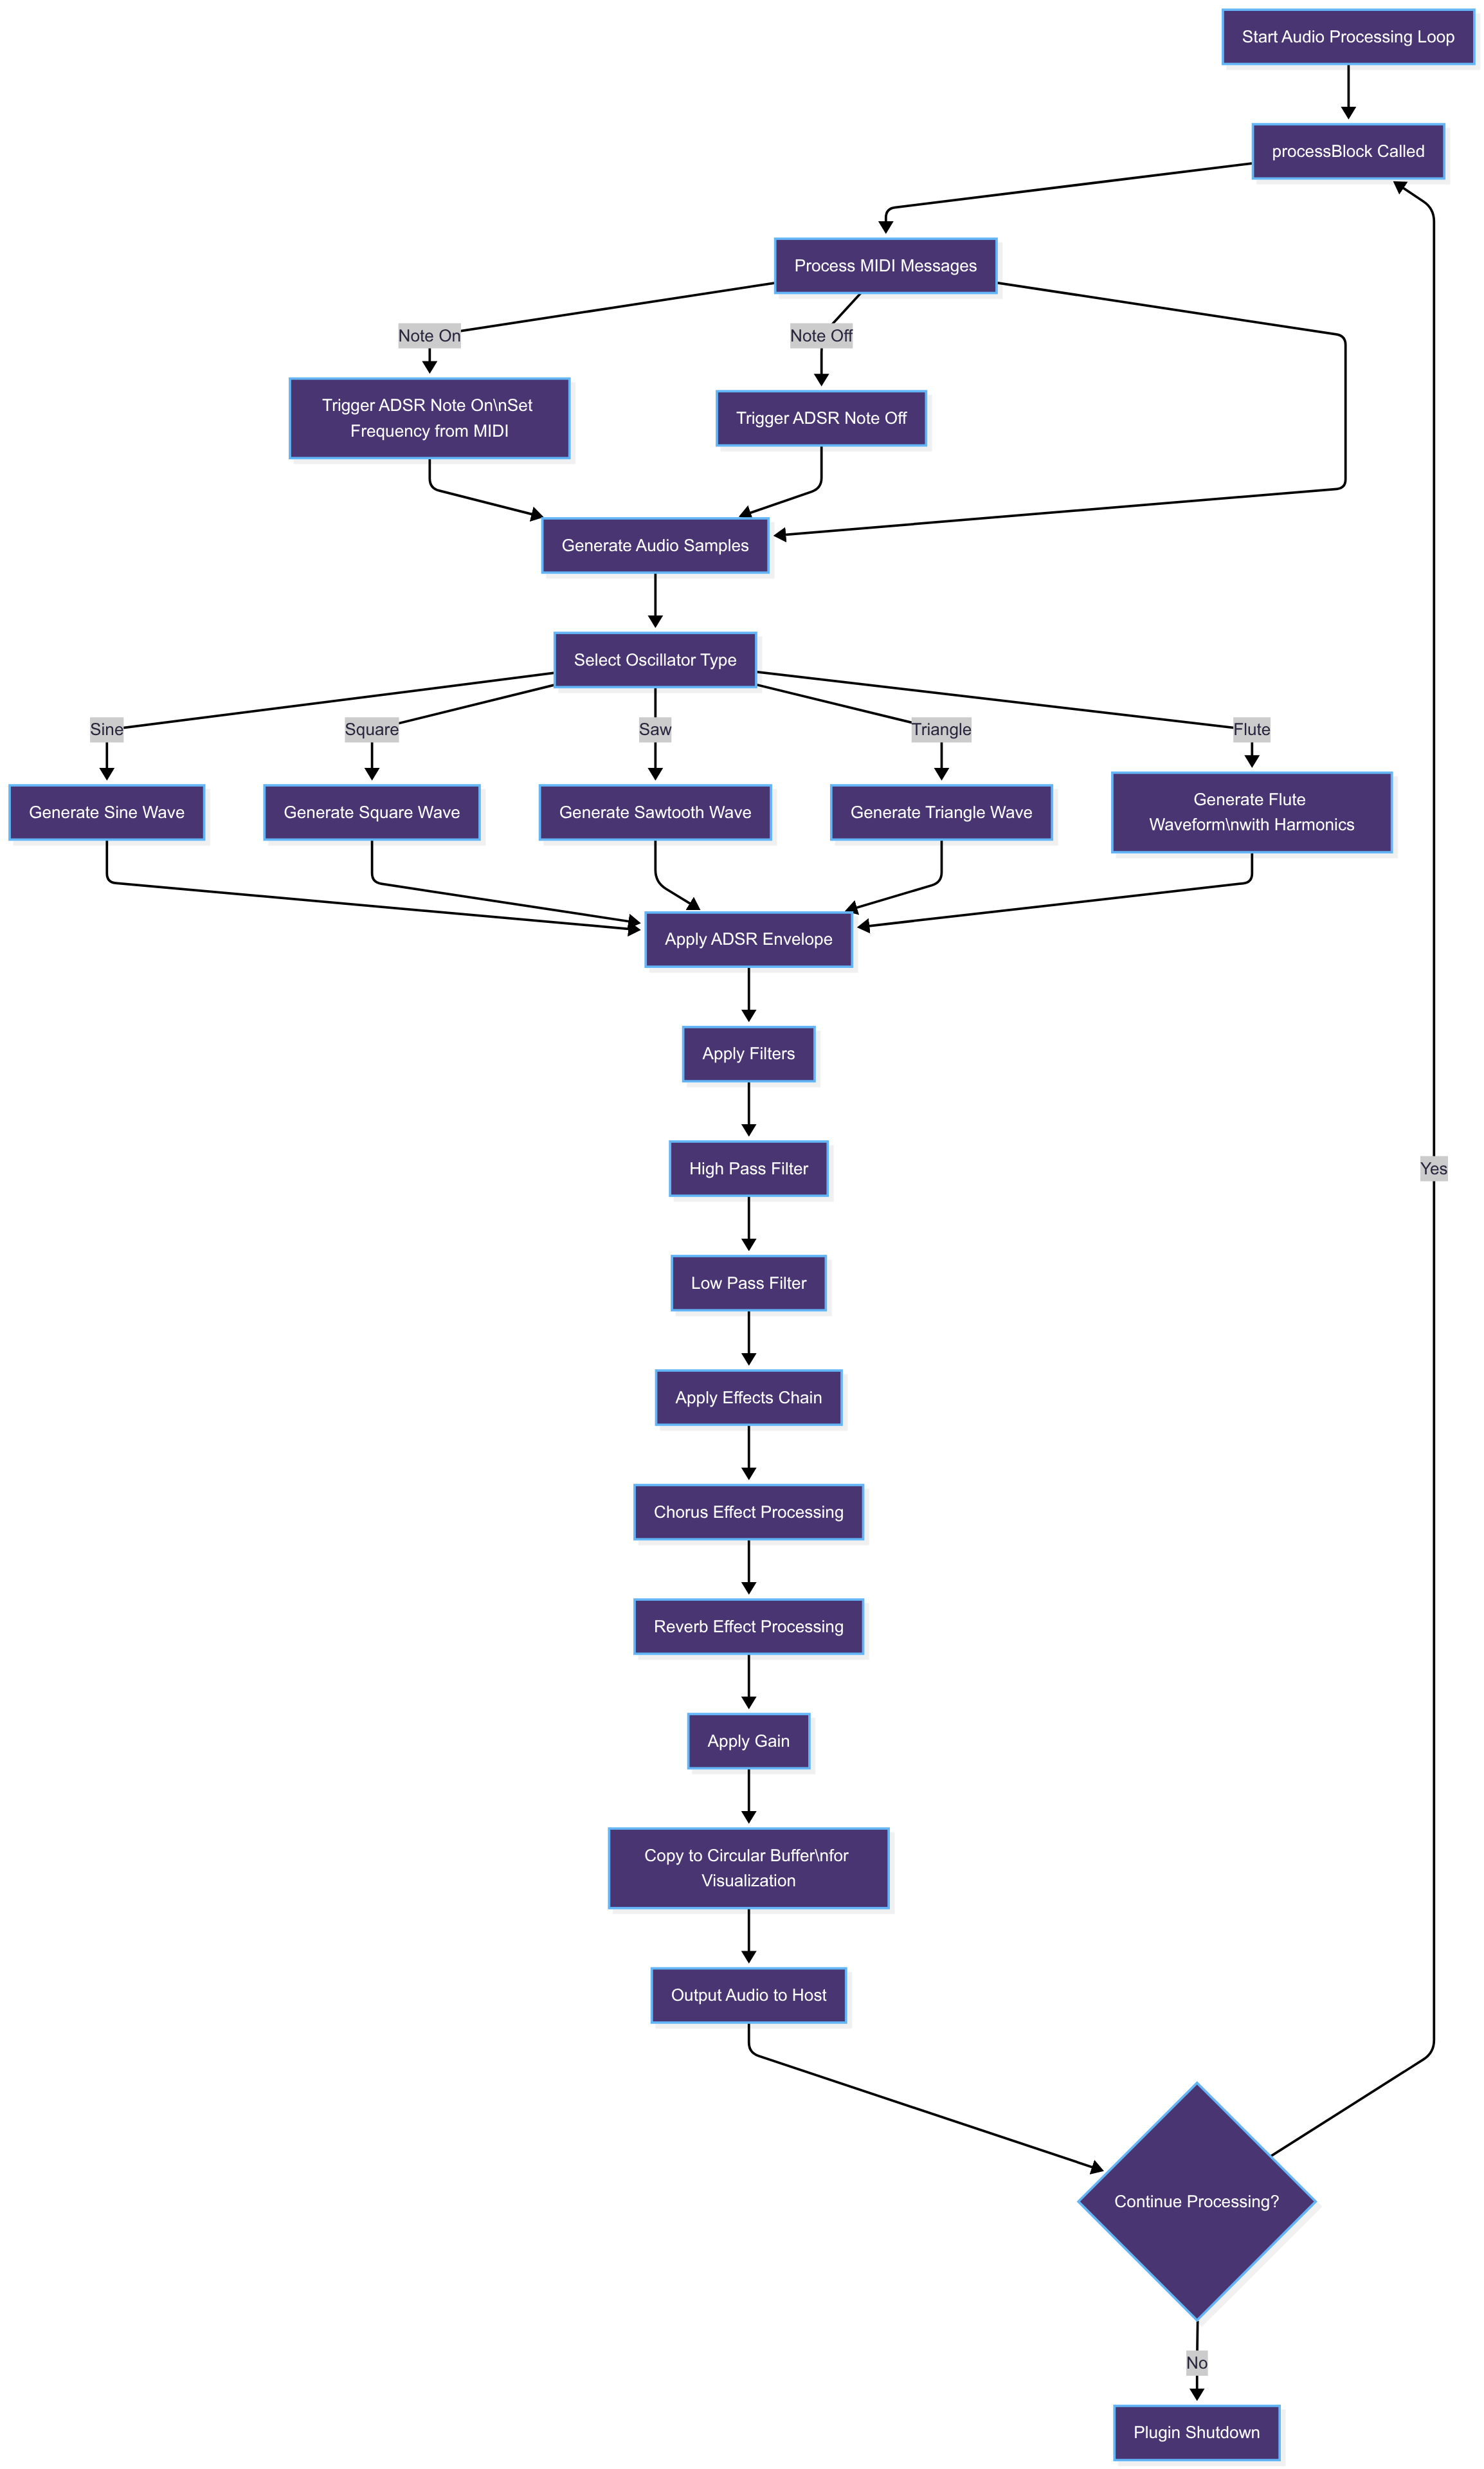 Start Audio Processing Loop
processBlock Called
Process MIDI Messages
Note On
Note Off
Trigger ADSR Note On\nSet
Frequency from MIDI
Trigger ADSR Note Off
Generate Audio Samples
Select Oscillator Type
Sine
Square
Saw
Triangle
Flute
Generate Sine Wave
Generate Square Wave
Generate Sawtooth Wave
Generate Triangle Wave
Generate Flute
Waveform\nwith Harmonics
Apply ADSR Envelope
Apply Filters
High Pass Filter
Yes
Low Pass Filter
Apply Effects Chain
Chorus Effect Processing
Reverb Effect Processing
Apply Gain
Copy to Circular Buffer\nfor
Visualization
Output Audio to Host
Continue Processing?
No
Plugin Shutdown